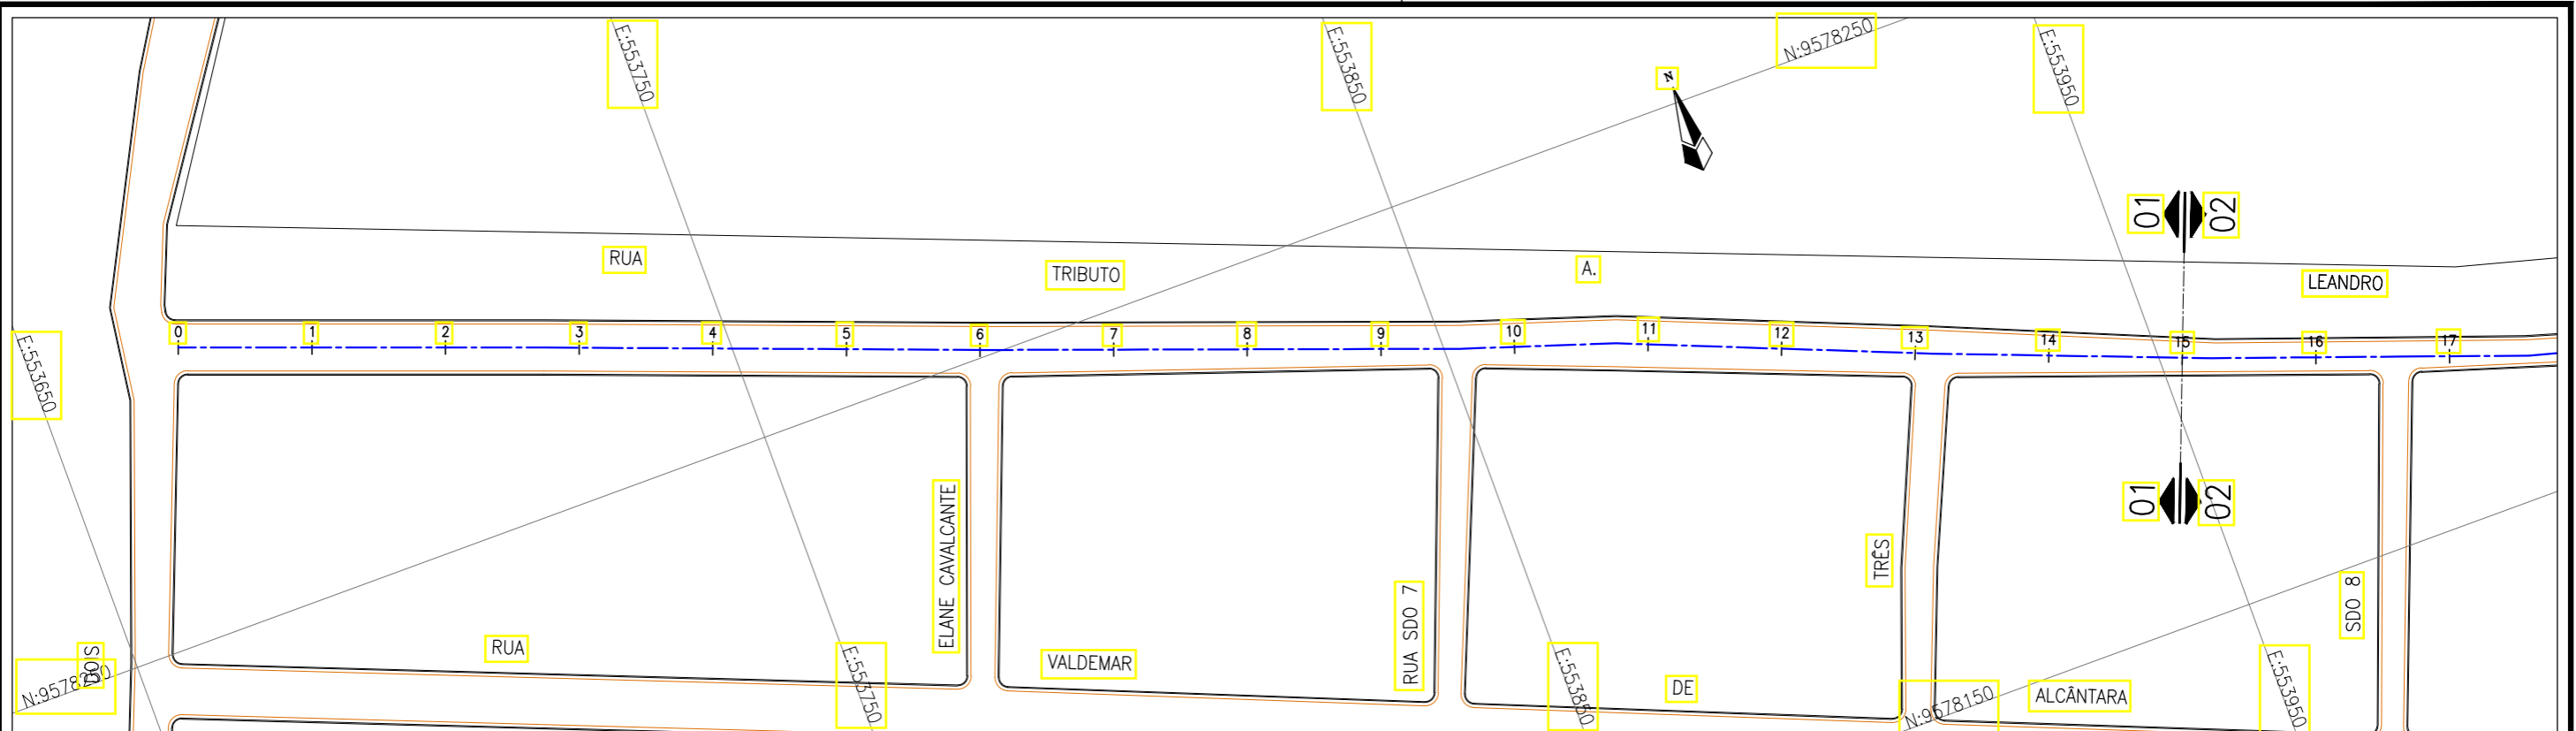 E:553750
E:553850
N:9578250
E:553950
N
01
02
RUA
TRIBUTO
A.
LEANDRO
0 1 2 3 4 5 6 7 8 9 10 11 12 13 14 15 16 17
E:553650
ELANE CAVALCANTE
RUA SDO 7
TRÊS
01
02
SDO 8
DOIS
N:9578250
RUA
VALDEMAR
DE
ALCÂNTARA
E:553750
E:553850
N:9578150
E:553950